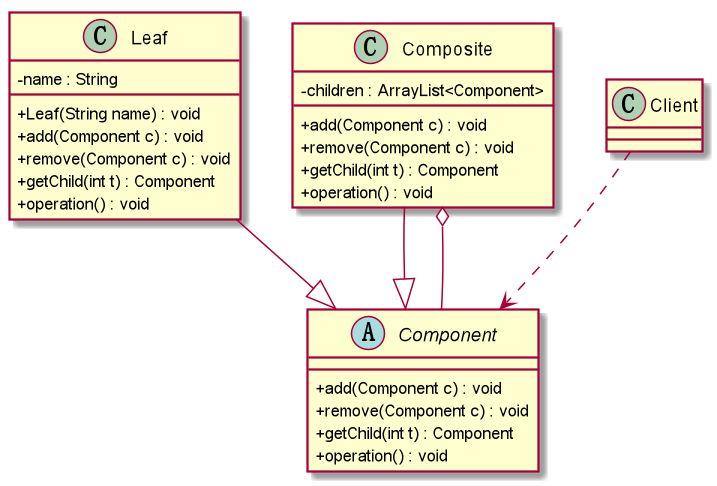 C Leaf
-name : String
+Leaf(String name) : void
+add(Component c) : void
+remove(Component c) : void
+getChild(int t) : Component
+operation() : void
C Composite
-children : ArrayList<Component>
+add(Component c) : void
+remove(Component c) : void
+getChild(int t) : Component
+operation() : void
C Client
A Component
+add(Component c) : void
+remove(Component c) : void
+getChild(int t) : Component
+operation() : void